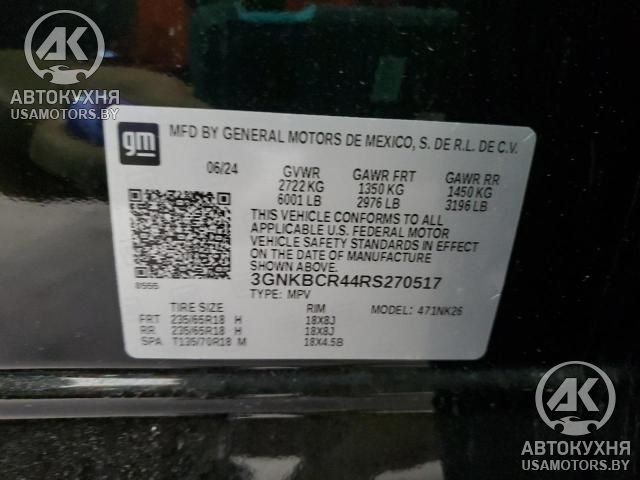 AK
АВТОКУХНЯ
USAMOTORS.BY
gm
MFD BY GENERAL MOTORS DE MEXICO, S. DE R.L. DE C.V.
06/24 GVWR GAWR FRT GAWR RR
2722 KG 1350 KG 1450 KG
6001 LB 2976 LB 3196 LB
THIS VEHICLE CONFORMS TO ALL
APPLICABLE U.S. FEDERAL MOTOR
VEHICLE SAFETY STANDARDS IN EFFECT
ON THE DATE OF MANUFACTURE
SHOWN ABOVE.
3GNKBCR44RS270517
TYPE: MPV MODEL: 471NK26
TIRE SIZE RIM
FRT 235/65R18 H 18X8J
RR 235/65R18 H 18X8J
SPA T135/70R18 M 18X4.5B
AK
АВТОКУХНЯ
USAMOTORS.BY